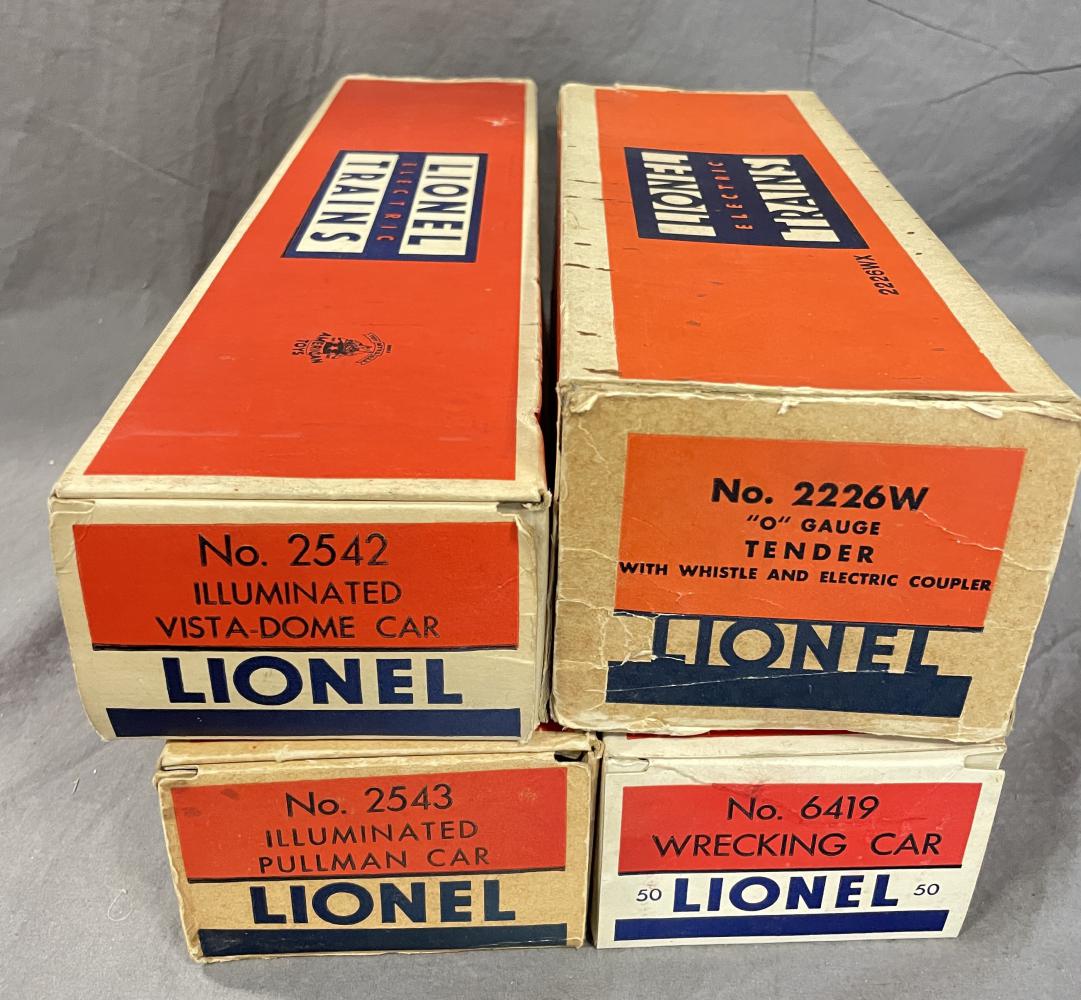 LIONEL
ELECTRIC
TRAINS
AMERICAN
TOYS
No. 2542
ILLUMINATED
VISTA-DOME CAR
LIONEL
LIONEL
ELECTRIC
TRAINS
2226WX
No. 2226W
"O" GAUGE
TENDER
WITH WHISTLE AND ELECTRIC COUPLER
LIONEL
No. 2543
ILLUMINATED
PULLMAN CAR
LIONEL
No. 6419
WRECKING CAR
50 LIONEL 50